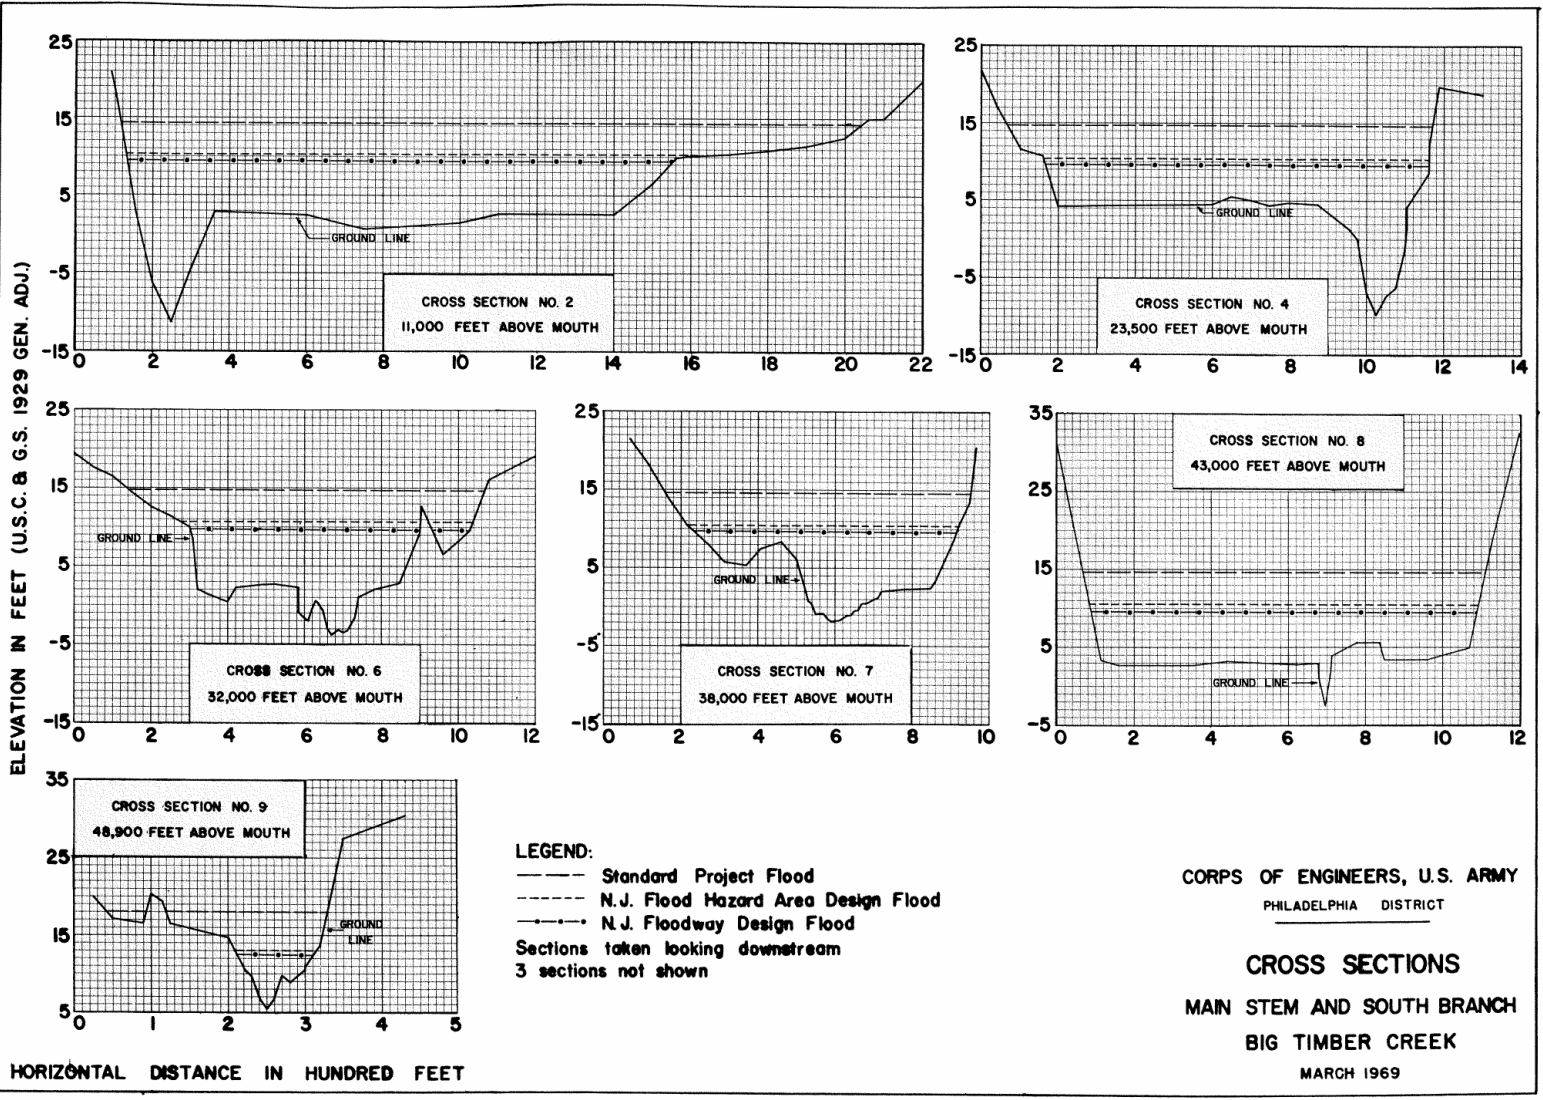 ELEVATION IN FEET (U.S.C. & G.S. 1929 GEN. ADJ.)
25
15
5
-5
-15
0 2 4 6 8 10 12 14 16 18 20 22
GROUND LINE
CROSS SECTION NO. 2
11,000 FEET ABOVE MOUTH
25
15
5
-5
-15
0 2 4 6 8 10 12 14
GROUND LINE
CROSS SECTION NO. 4
23,500 FEET ABOVE MOUTH
25
15
5
-5
-15
0 2 4 6 8 10 12
GROUND LINE
CROSS SECTION NO. 6
32,000 FEET ABOVE MOUTH
25
15
5
-5
-15
0 2 4 6 8 10
GROUND LINE
CROSS SECTION NO. 7
38,000 FEET ABOVE MOUTH
35
25
15
5
-5
0 2 4 6 8 10 12
CROSS SECTION NO. 8
43,000 FEET ABOVE MOUTH
GROUND LINE
35
25
15
5
0 1 2 3 4 5
CROSS SECTION NO. 9
48,900 FEET ABOVE MOUTH
GROUND
LINE
HORIZONTAL DISTANCE IN HUNDRED FEET
LEGEND:
Standard Project Flood
N.J. Flood Hazard Area Design Flood
N.J. Floodway Design Flood
Sections taken looking downstream
3 sections not shown
CORPS OF ENGINEERS, U.S. ARMY
PHILADELPHIA DISTRICT
CROSS SECTIONS
MAIN STEM AND SOUTH BRANCH
BIG TIMBER CREEK
MARCH 1969